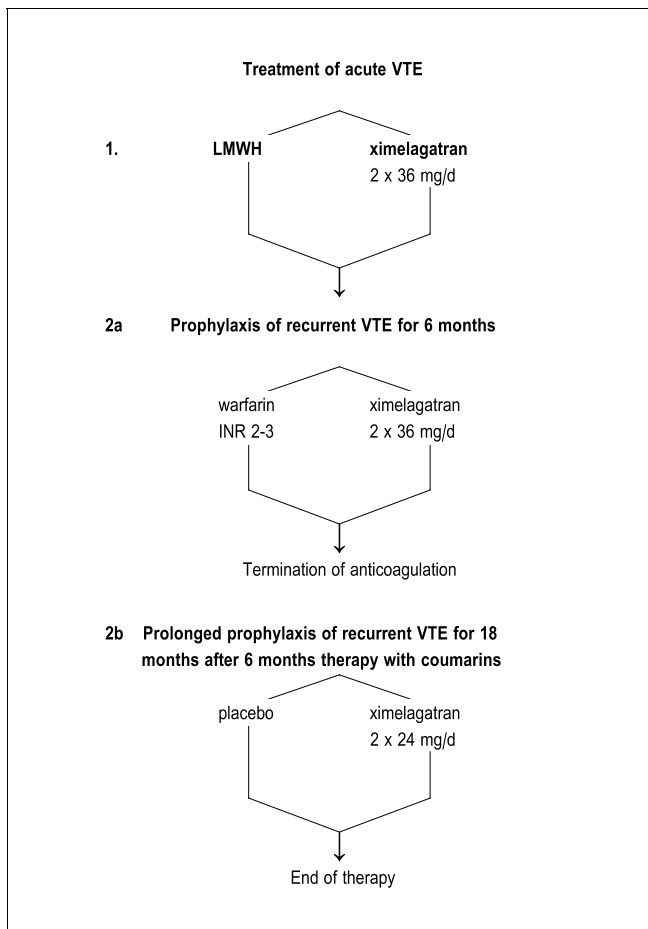 Treatment of acute VTE
1. LMWH ximelagatran
2 x 36 mg/d
2a Prophylaxis of recurrent VTE for 6 months
warfarin ximelagatran
INR 2-3 2 x 36 mg/d
Termination of anticoagulation
2b Prolonged prophylaxis of recurrent VTE for 18
months after 6 months therapy with coumarins
placebo ximelagatran
2 x 24 mg/d
End of therapy